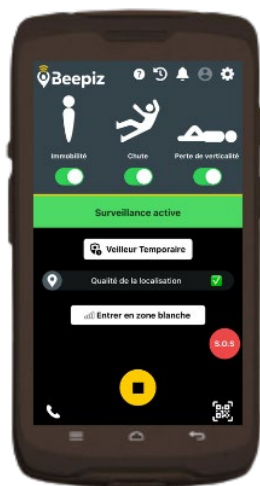 Beepiz
Immobilité Chute Perte de verticalité
Surveillance active
Veilleur Temporaire
Qualité de la localisation
Entrer en zone blanche
S.O.S